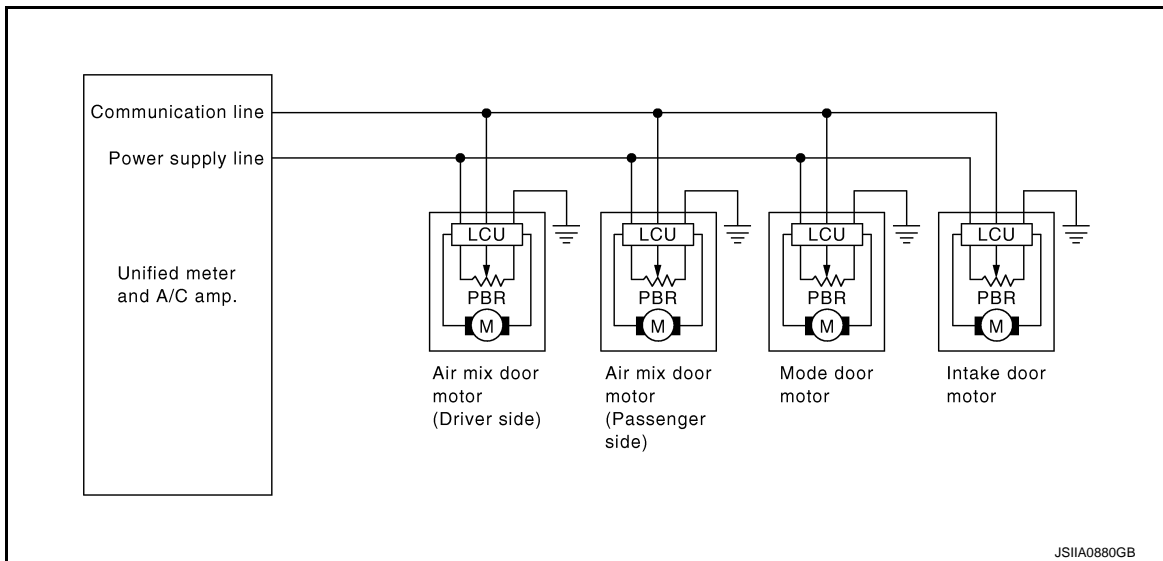 Communication line
Power supply line
Unified meter
and A/C amp.
LCU
PBR
M
Air mix door
motor
(Driver side)
LCU
PBR
M
Air mix door
motor
(Passenger
side)
LCU
PBR
M
Mode door
motor
LCU
PBR
M
Intake door
motor
JSIIA0880GB